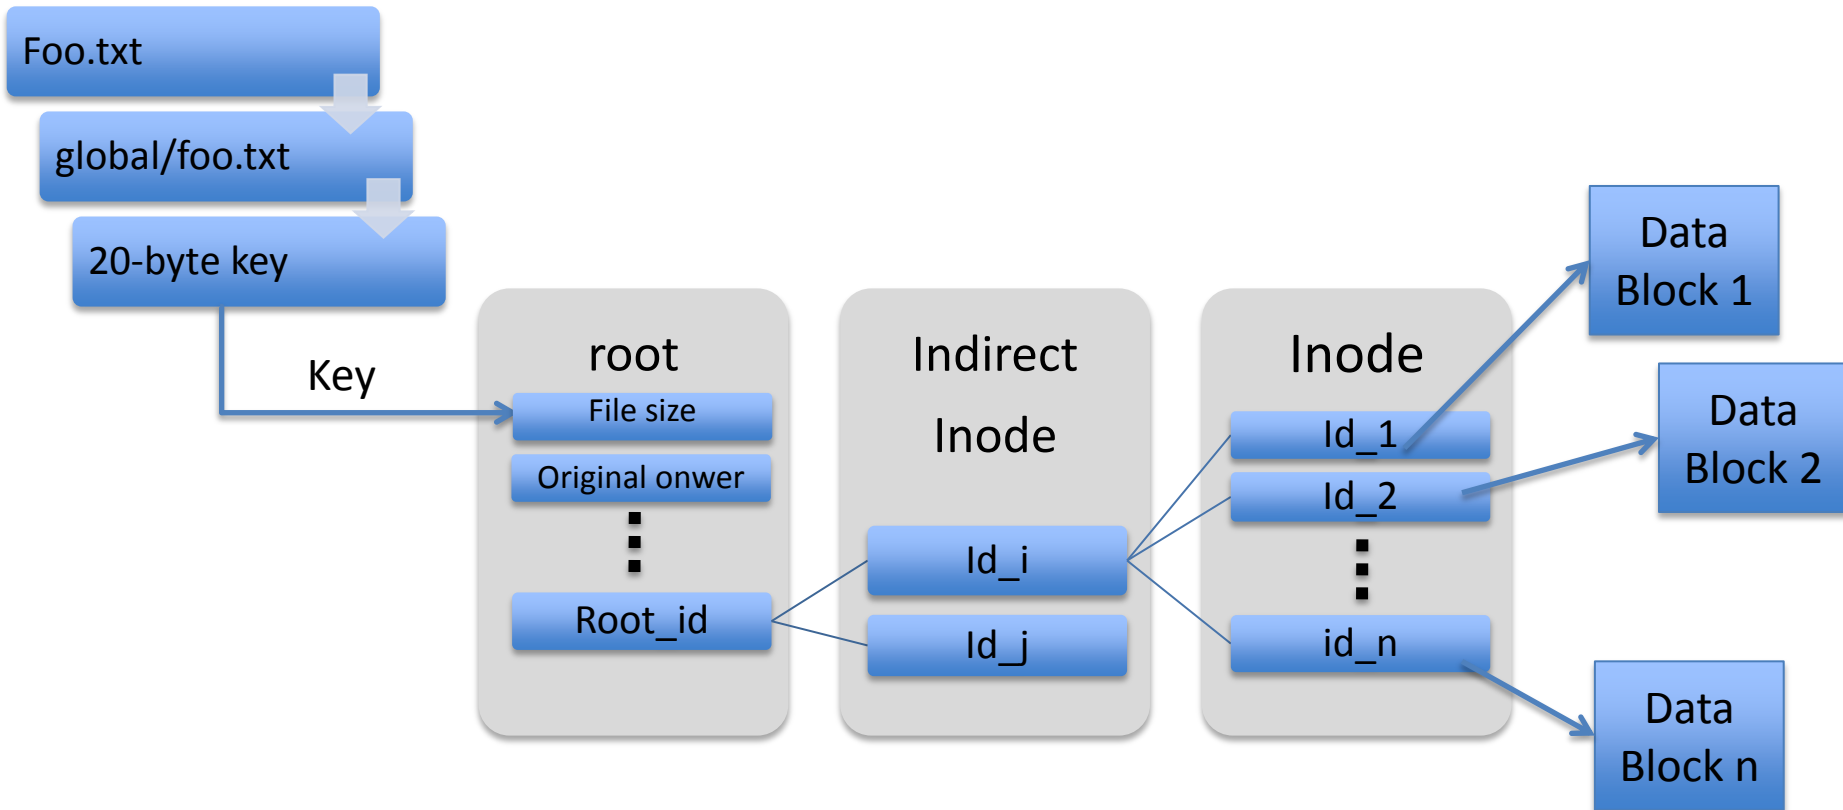 Foo.txt
global/foo.txt
20-byte key
Key
root
File size
Original onwer
Root_id
Indirect
Inode
Id_i
Id_j
Inode
Id_1
Id_2
id_n
Data
Block 1
Data
Block 2
Data
Block n